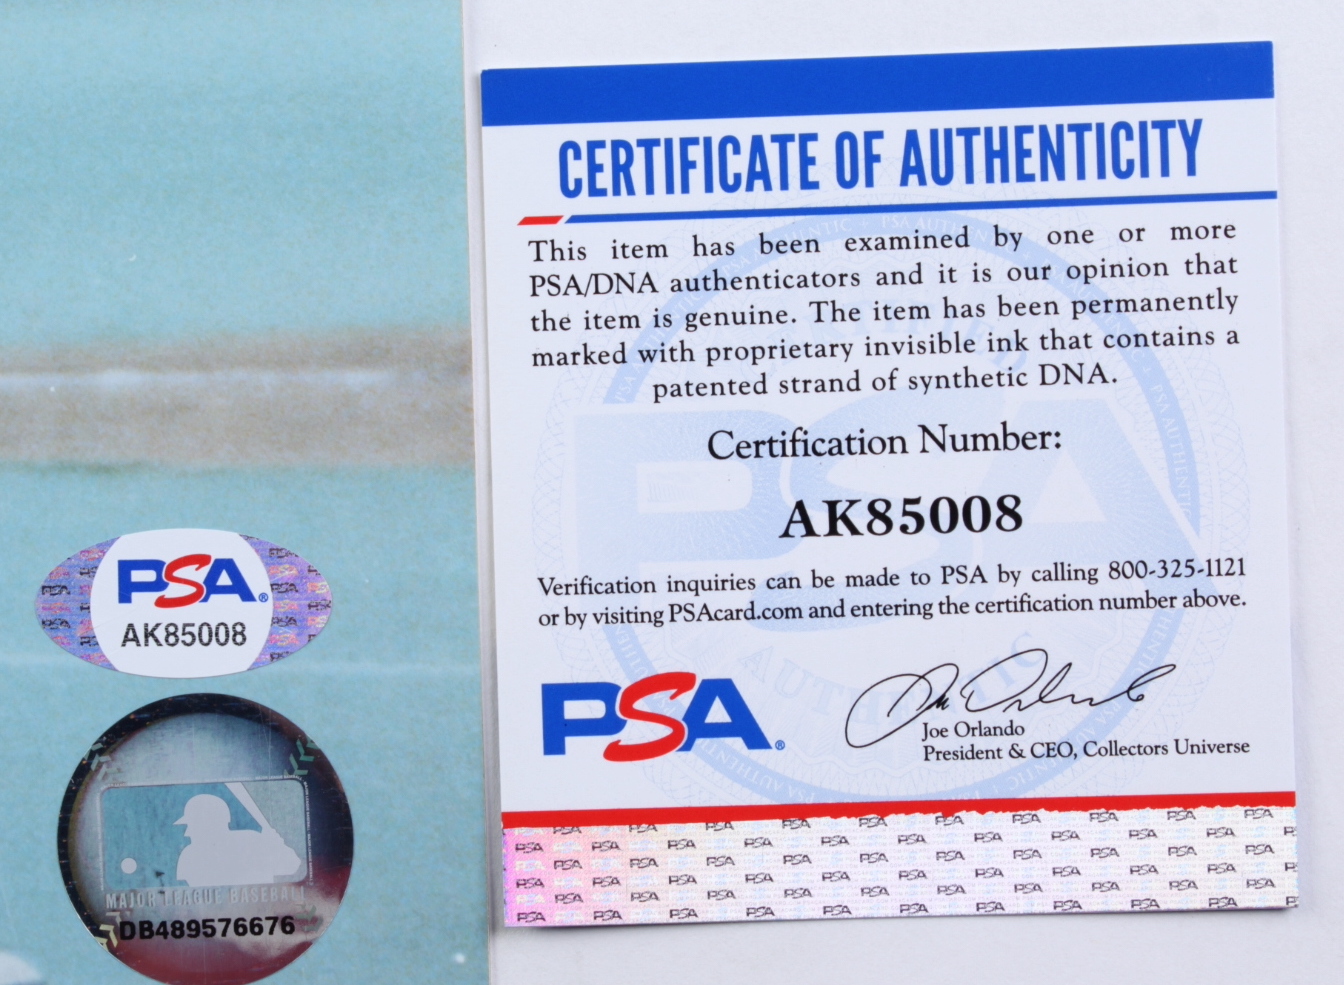 CERTIFICATE OF AUTHENTICITY
This item has been examined by one or more
PSA/DNA authenticators and it is our opinion that
the item is genuine. The item has been permanently
marked with proprietary invisible ink that contains a
patented strand of synthetic DNA.
Certification Number:
AK85008
Verification inquiries can be made to PSA by calling 800-325-1121
or by visiting PSAcard.com and entering the certification number above.
PSA®
Joe Orlando
President & CEO, Collectors Universe
PSA®
AK85008
MAJOR LEAGUE BASEBALL
DB489576676